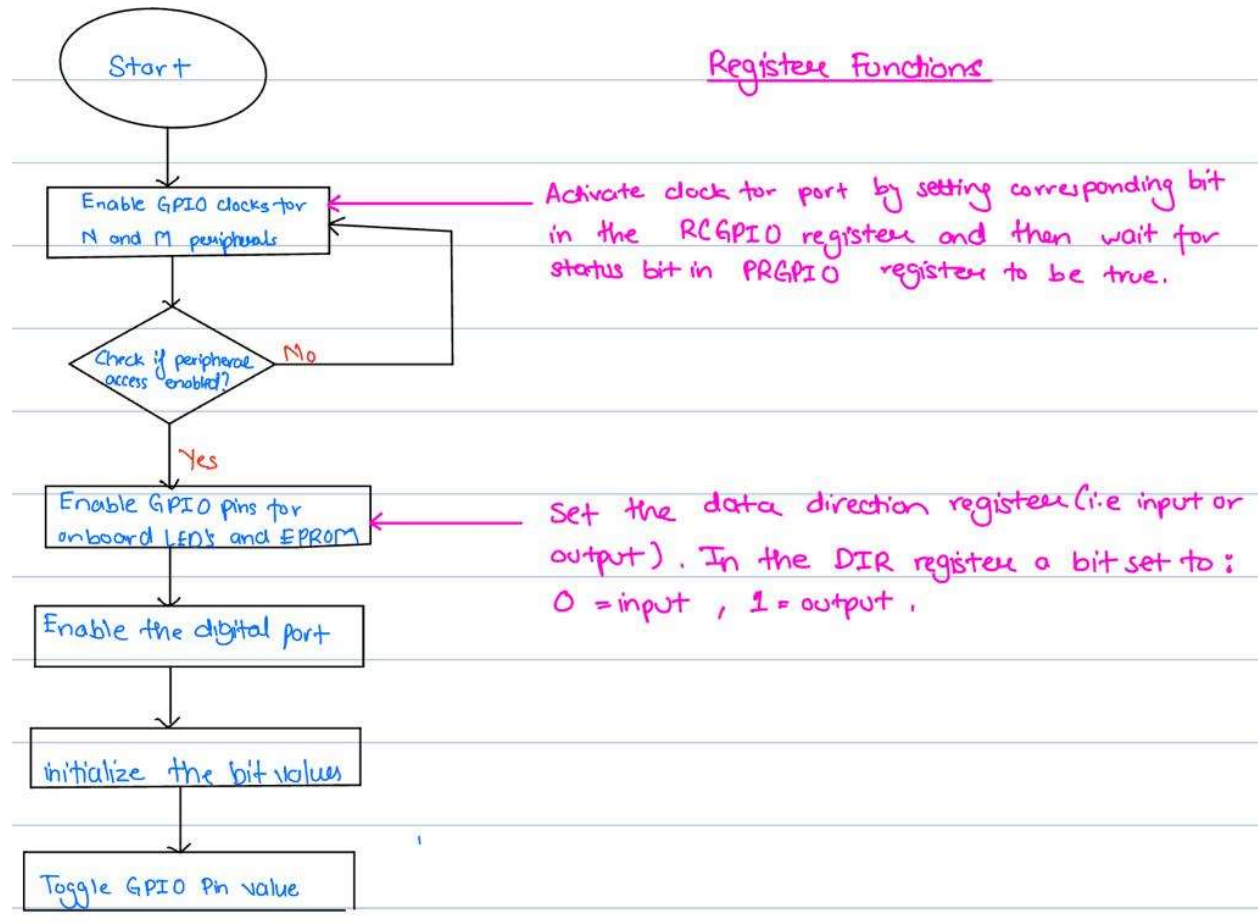 Start
Register Functions
Enable GPIO clocks for
N and M peripherals
Activate clock for port by setting corresponding bit
in the RCGPIO register and then wait for
status bit in PRGPIO register to be true.
Check if peripheral
access enabled?
No
Yes
Enable GPIO pins for
onboard LED's and EPROM
Set the data direction register (i.e input or
output). In the DIR register a bit set to :
0 = input , 1 = output .
Enable the digital port
initialize the bit values
Toggle GPIO Pin value